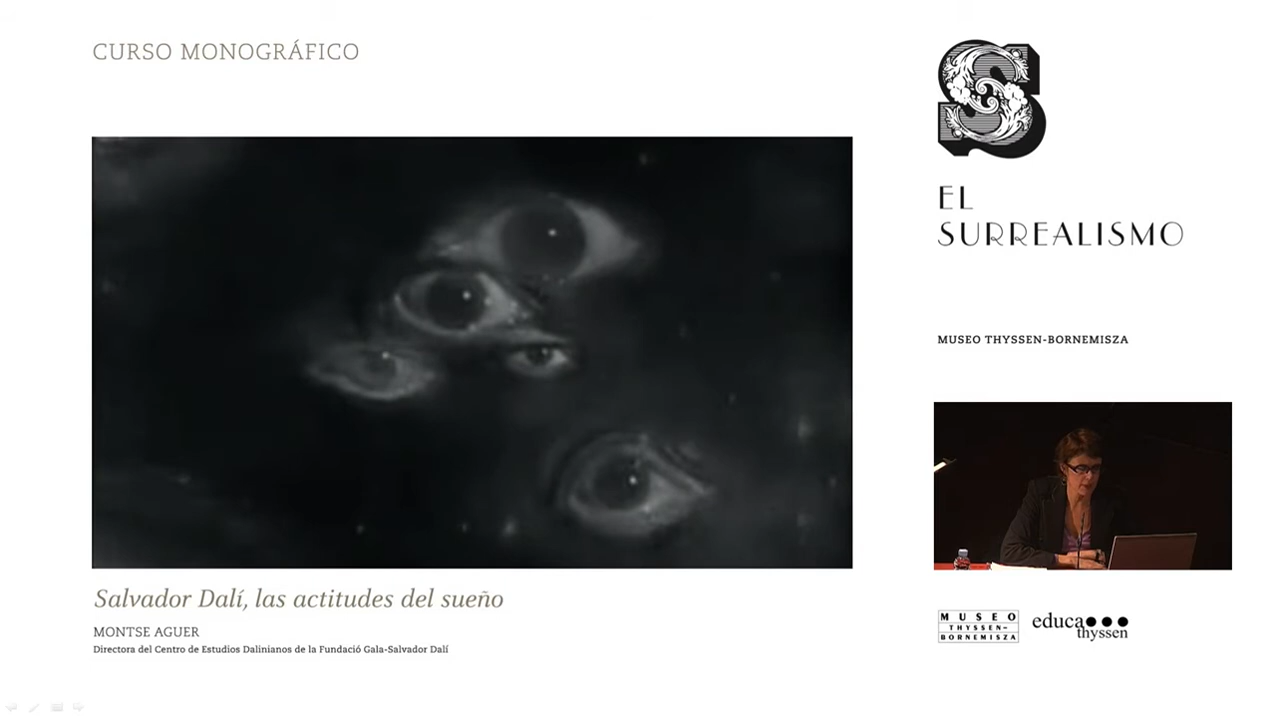 CURSO MONOGRÁFICO
S
EL
SURREALISMO
MUSEO THYSSEN-BORNEMISZA
Salvador Dalí, las actitudes del sueño
MONTSE AGUER
Directora del Centro de Estudios Dalinianos de la Fundació Gala-Salvador Dalí
MUSEO
THYSSEN-
BORNEMISZA
educa
thyssen